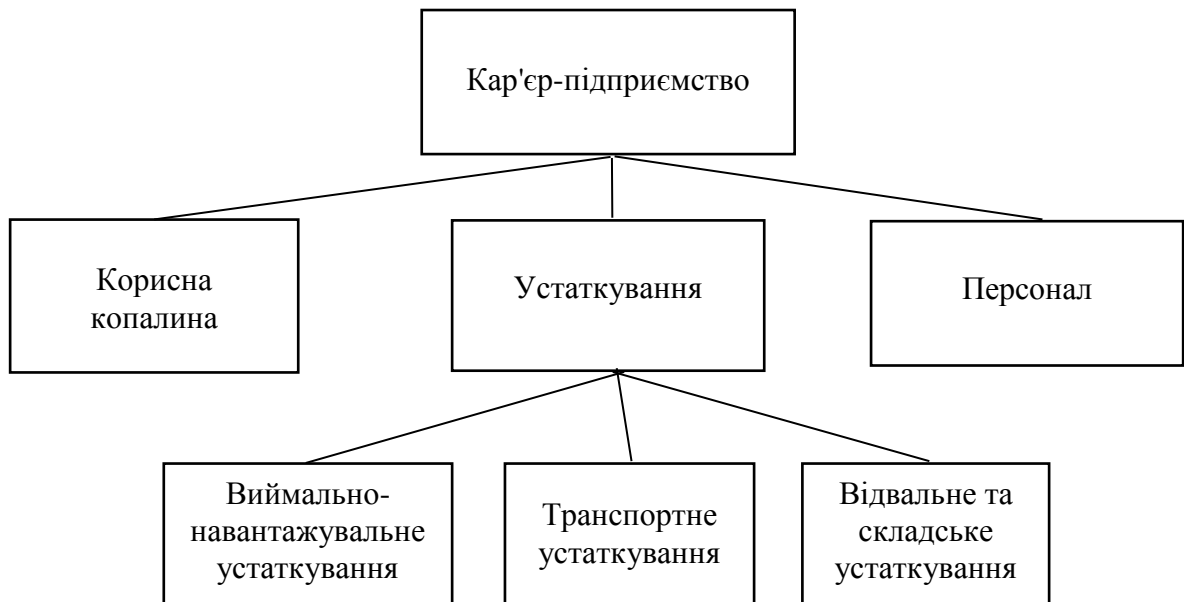 Кар'єр-підприємство
Корисна
копалина
Устаткування
Персонал
Виймально-
навантажувальне
устаткування
Транспортне
устаткування
Відвальне та
складське
устаткування